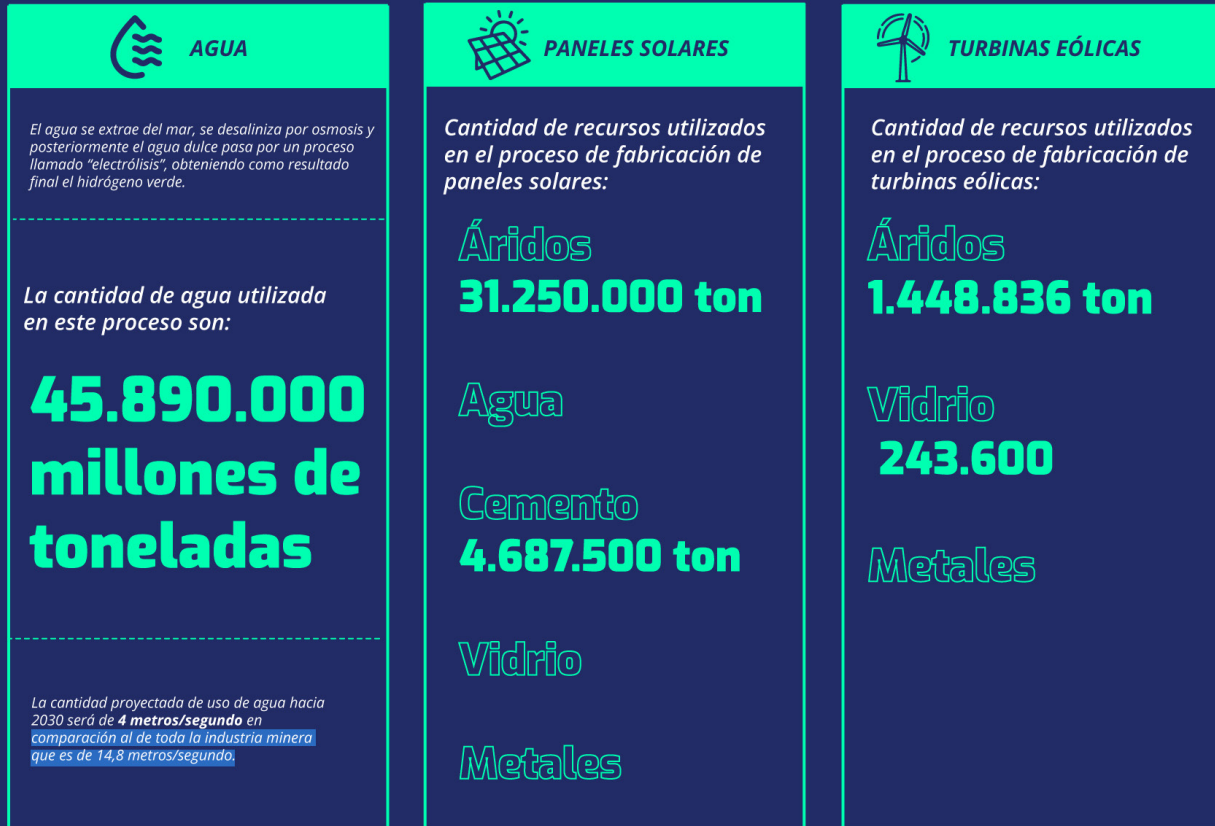 AGUA
El agua se extrae del mar, se desaliniza por osmosis y
posteriormente el agua dulce pasa por un proceso
llamado “electrólisis”, obteniendo como resultado
final el hidrógeno verde.
La cantidad de agua utilizada
en este proceso son:
45.890.000
millones de
toneladas
La cantidad proyectada de uso de agua hacia
2030 será de 4 metros/segundo en
comparación al de toda la industria minera
que es de 14,8 metros/segundo.
PANELES SOLARES
Cantidad de recursos utilizados
en el proceso de fabricación de
paneles solares:
Áridos
31.250.000 ton
Agua
Cemento
4.687.500 ton
Vidrio
Metales
TURBINAS EÓLICAS
Cantidad de recursos utilizados
en el proceso de fabricación de
turbinas eólicas:
Áridos
1.448.836 ton
Vidrio
243.600
Metales